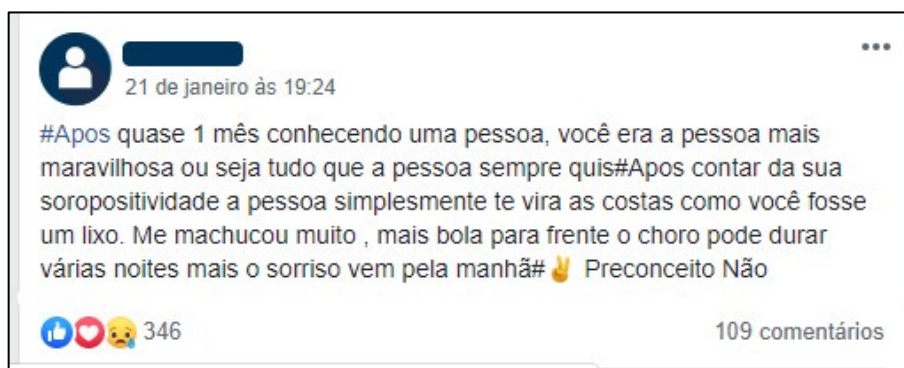 21 de janeiro às 19:24
#Apos quase 1 mês conhecendo uma pessoa, você era a pessoa mais
maravilhosa ou seja tudo que a pessoa sempre quis#Apos contar da sua
soropositividade a pessoa simplesmente te vira as costas como você fosse
um lixo. Me machucou muito , mais bola para frente o choro pode durar
várias noites mais o sorriso vem pela manhã#✌ Preconceito Não
346
109 comentários